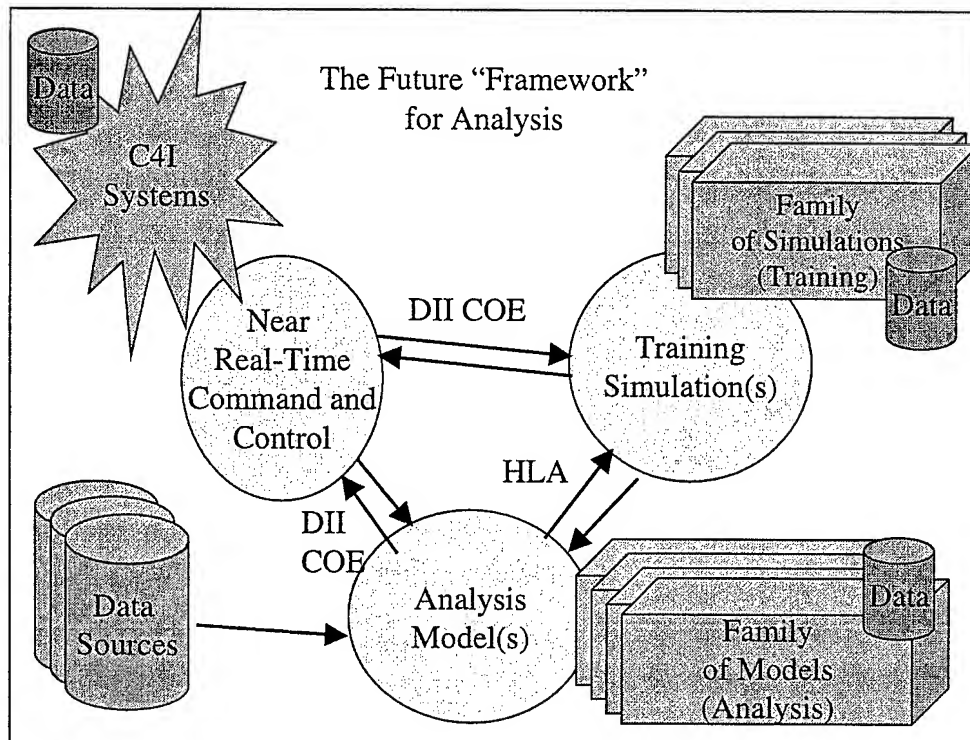 The Future “Framework”
for Analysis
Data
C4I
Systems
Family
of Simulations
(Training)
Data
Near
Real-Time
Command and
Control
DII COE
Training
Simulation(s)
HLA
DII
COE
Data
Sources
Analysis
Model(s)
Data
Family
of Models
(Analysis)